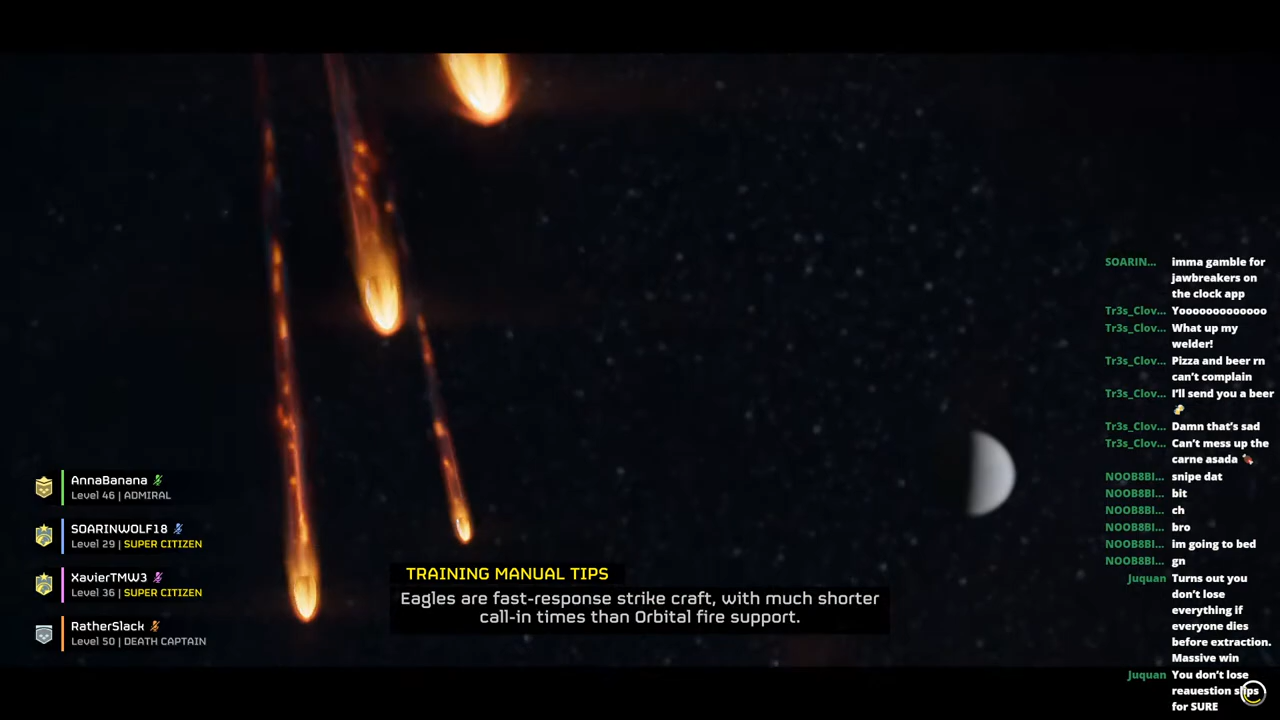 SOARIN... imma gamble for
jawbreakers on
the clock app
Tr3s_Clov... Yooooooooooooo
Tr3s_Clov... What up my
welder!
Tr3s_Clov... Pizza and beer rn
can't complain
Tr3s_Clov... I'll send you a beer
🍻
Tr3s_Clov... Damn that's sad
Tr3s_Clov... Can't mess up the
carne asada 🍖
NOOB8BI... snipe dat
NOOB8BI... bit
NOOB8BI... ch
NOOB8BI... bro
NOOB8BI... im going to bed
NOOB8BI... gn
Juquan Turns out you
don't lose
everything if
everyone dies
before extraction.
Massive win
Juquan You don't lose
reauestion slips
for SURE
AnnaBanana
Level 46 | ADMIRAL
SOARINWOLF18
Level 29 | SUPER CITIZEN
XavierTMW3
Level 36 | SUPER CITIZEN
RatherSlack
Level 50 | DEATH CAPTAIN
TRAINING MANUAL TIPS
Eagles are fast-response strike craft, with much shorter
call-in times than Orbital fire support.